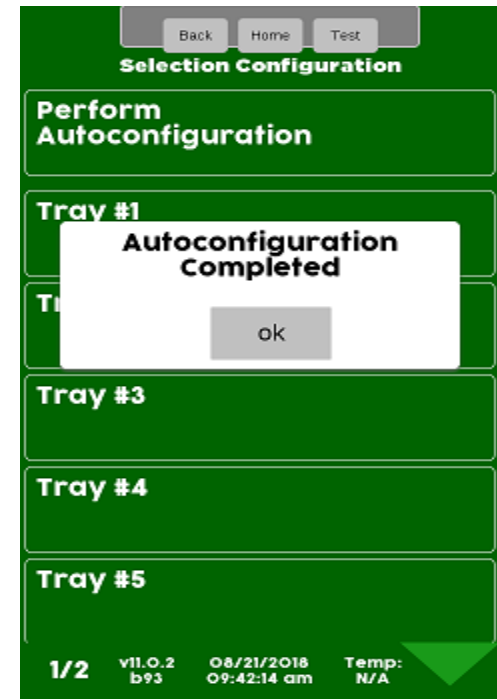 Back Home Test
Selection Configuration
Perform
Autoconfiguration
Tray #1
Autoconfiguration
Completed
ok
Tray #3
Tray #4
Tray #5
1/2 v11.0.2 08/21/2018 Temp:
b93 09:42:14 am N/A